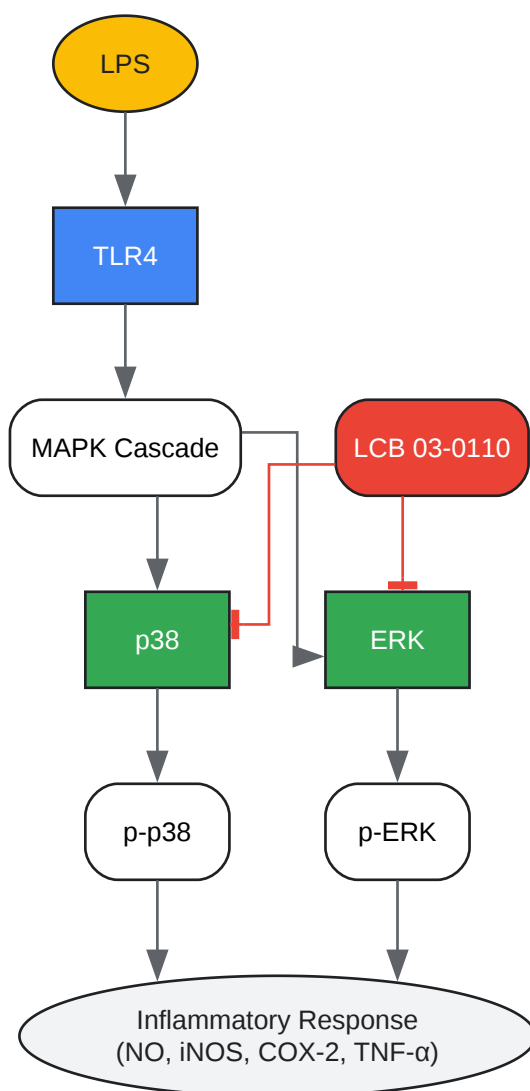 LPS
TLR4
MAPK Cascade
LCB 03-0110
p38
ERK
p-p38
p-ERK
Inflammatory Response
(NO, iNOS, COX-2, TNF-α)